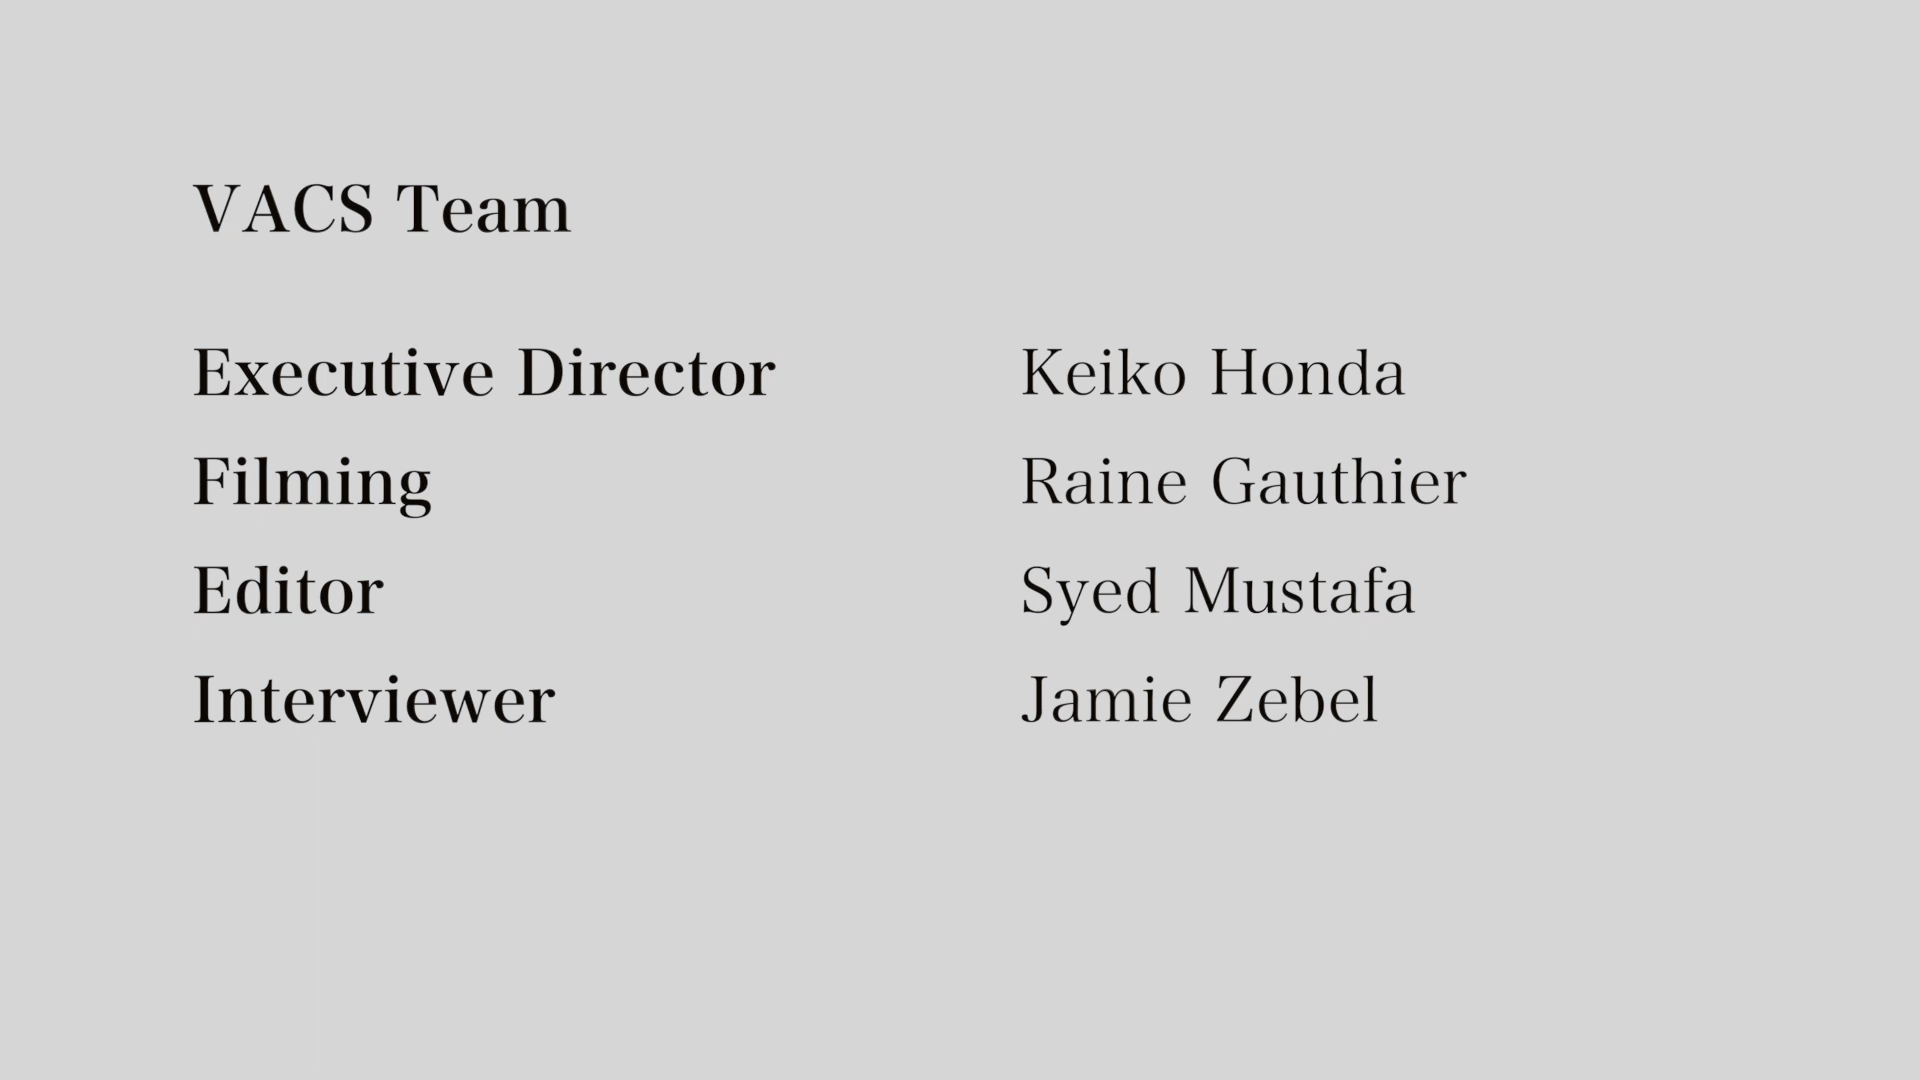 VACS Team
Executive Director Keiko Honda
Filming Raine Gauthier
Editor Syed Mustafa
Interviewer Jamie Zebel